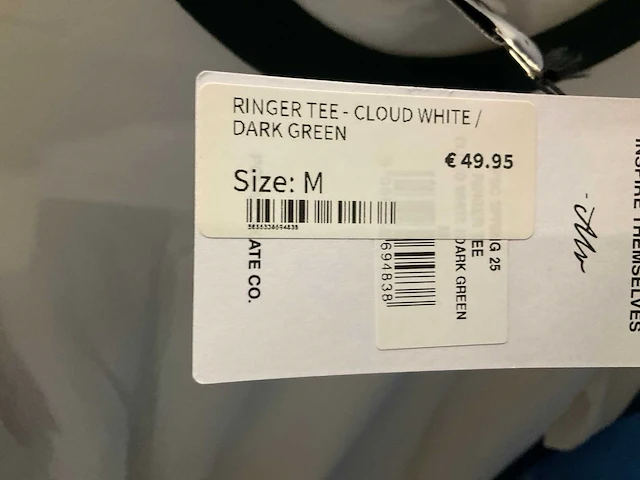 RINGER TEE - CLOUD WHITE /
DARK GREEN
€ 49.95
Size: M
ATE CO.
694838
DARK GREEN
EE
G 25
INSPIRE THEMSELVES